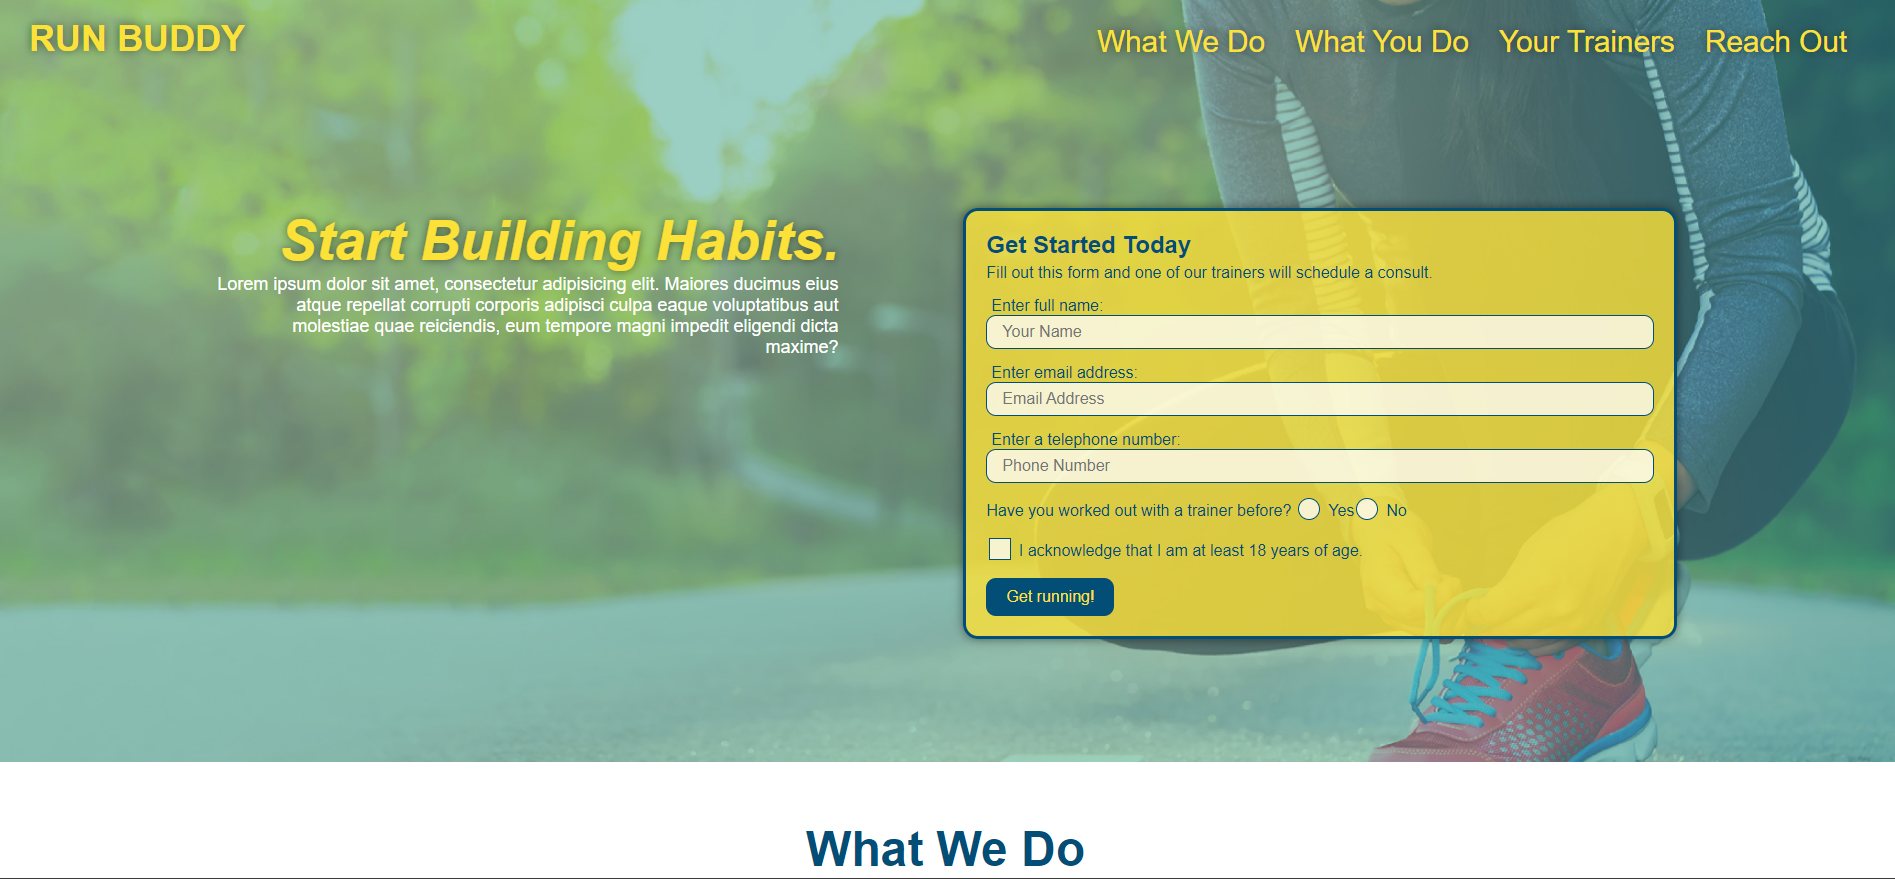 RUN BUDDY
What We Do What You Do Your Trainers Reach Out
Start Building Habits.
Lorem ipsum dolor sit amet, consectetur adipisicing elit. Maiores ducimus eius
atque repellat corrupti corporis adipisci culpa eaque voluptatibus aut
molestiae quae reiciendis, eum tempore magni impedit eligendi dicta
maxime?
Get Started Today
Fill out this form and one of our trainers will schedule a consult.
Enter full name:
Your Name
Enter email address:
Email Address
Enter a telephone number:
Phone Number
Have you worked out with a trainer before? Yes No
I acknowledge that I am at least 18 years of age.
Get running!
What We Do